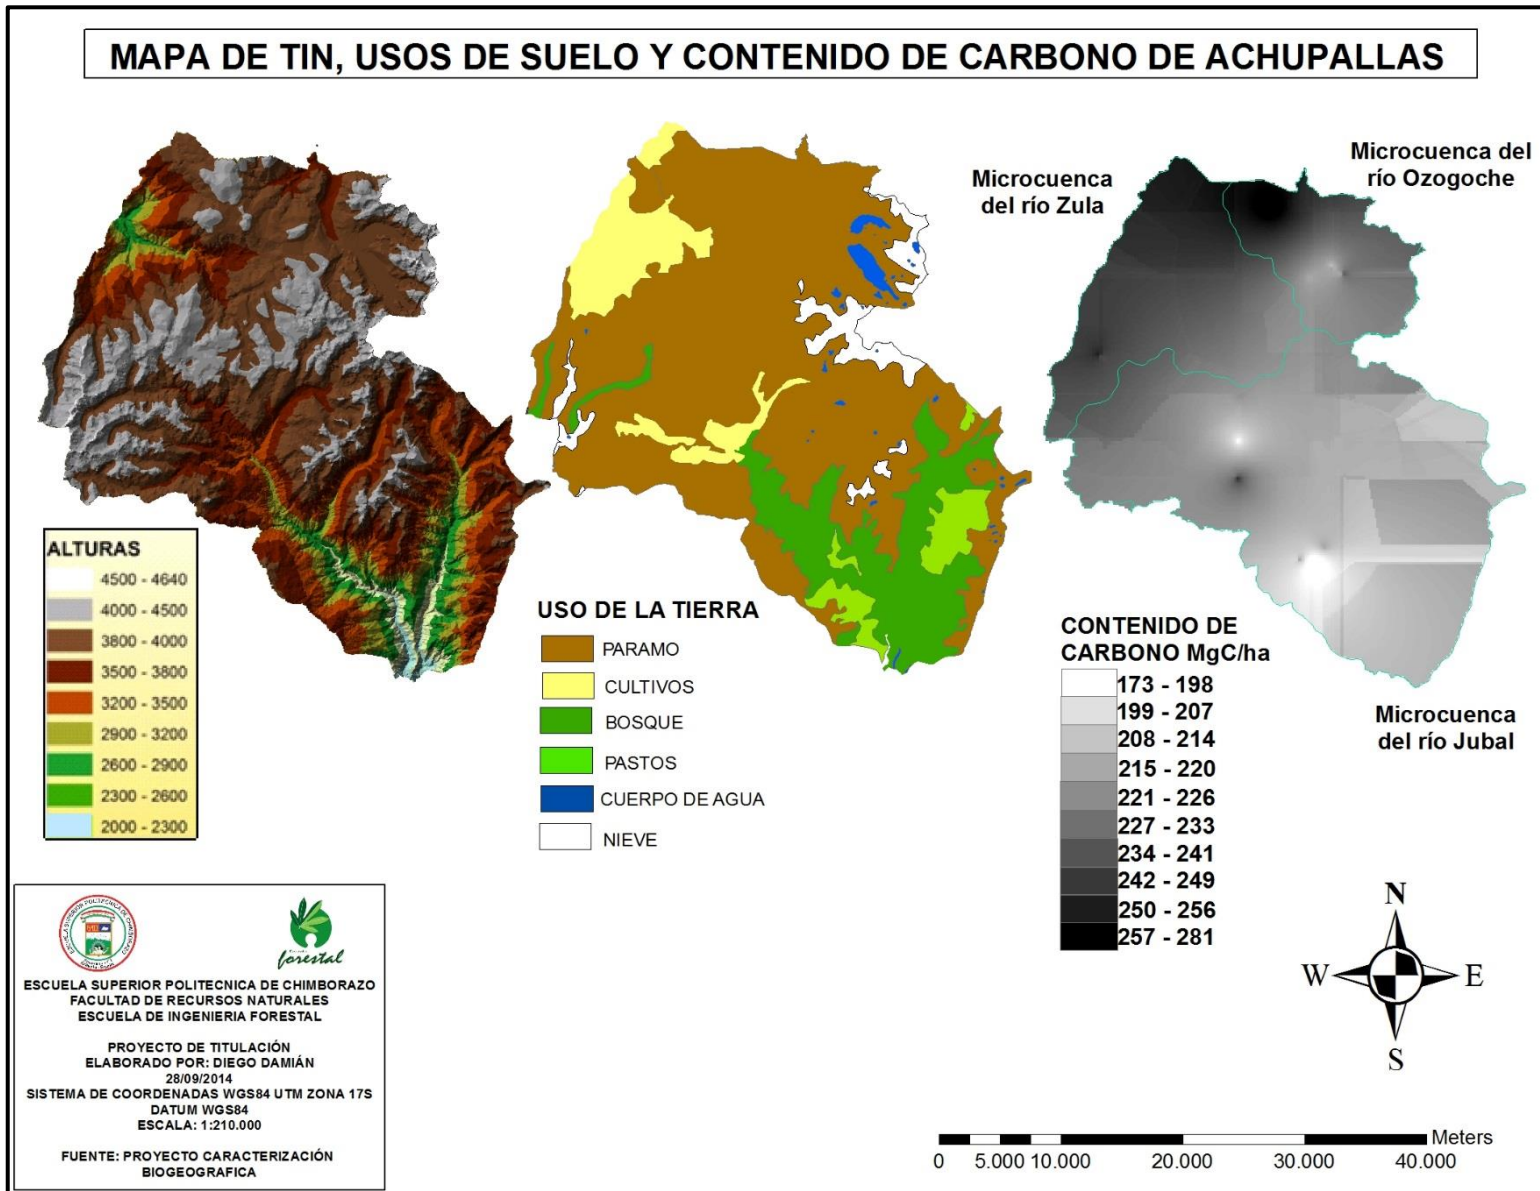 MAPA DE TIN, USOS DE SUELO Y CONTENIDO DE CARBONO DE ACHUPALLAS
Microcuenca
del río Zula
Microcuenca del
río Ozogoche
Microcuenca
del río Jubal
ALTURAS
4500 - 4640
4000 - 4500
3800 - 4000
3500 - 3800
3200 - 3500
2900 - 3200
2600 - 2900
2300 - 2600
2000 - 2300
USO DE LA TIERRA
PARAMO
CULTIVOS
BOSQUE
PASTOS
CUERPO DE AGUA
NIEVE
CONTENIDO DE
CARBONO MgC/ha
173 - 198
199 - 207
208 - 214
215 - 220
221 - 226
227 - 233
234 - 241
242 - 249
250 - 256
257 - 281
N
W
E
S
forestal
ESCUELA SUPERIOR POLITECNICA DE CHIMBORAZO
FACULTAD DE RECURSOS NATURALES
ESCUELA DE INGENIERIA FORESTAL
PROYECTO DE TITULACIÓN
ELABORADO POR: DIEGO DAMIÁN
28/09/2014
SISTEMA DE COORDENADAS WGS84 UTM ZONA 17S
DATUM WGS84
ESCALA: 1:210.000
FUENTE: PROYECTO CARACTERIZACIÓN
BIOGEOGRAFICA
Meters
0 5.000 10.000 20.000 30.000 40.000